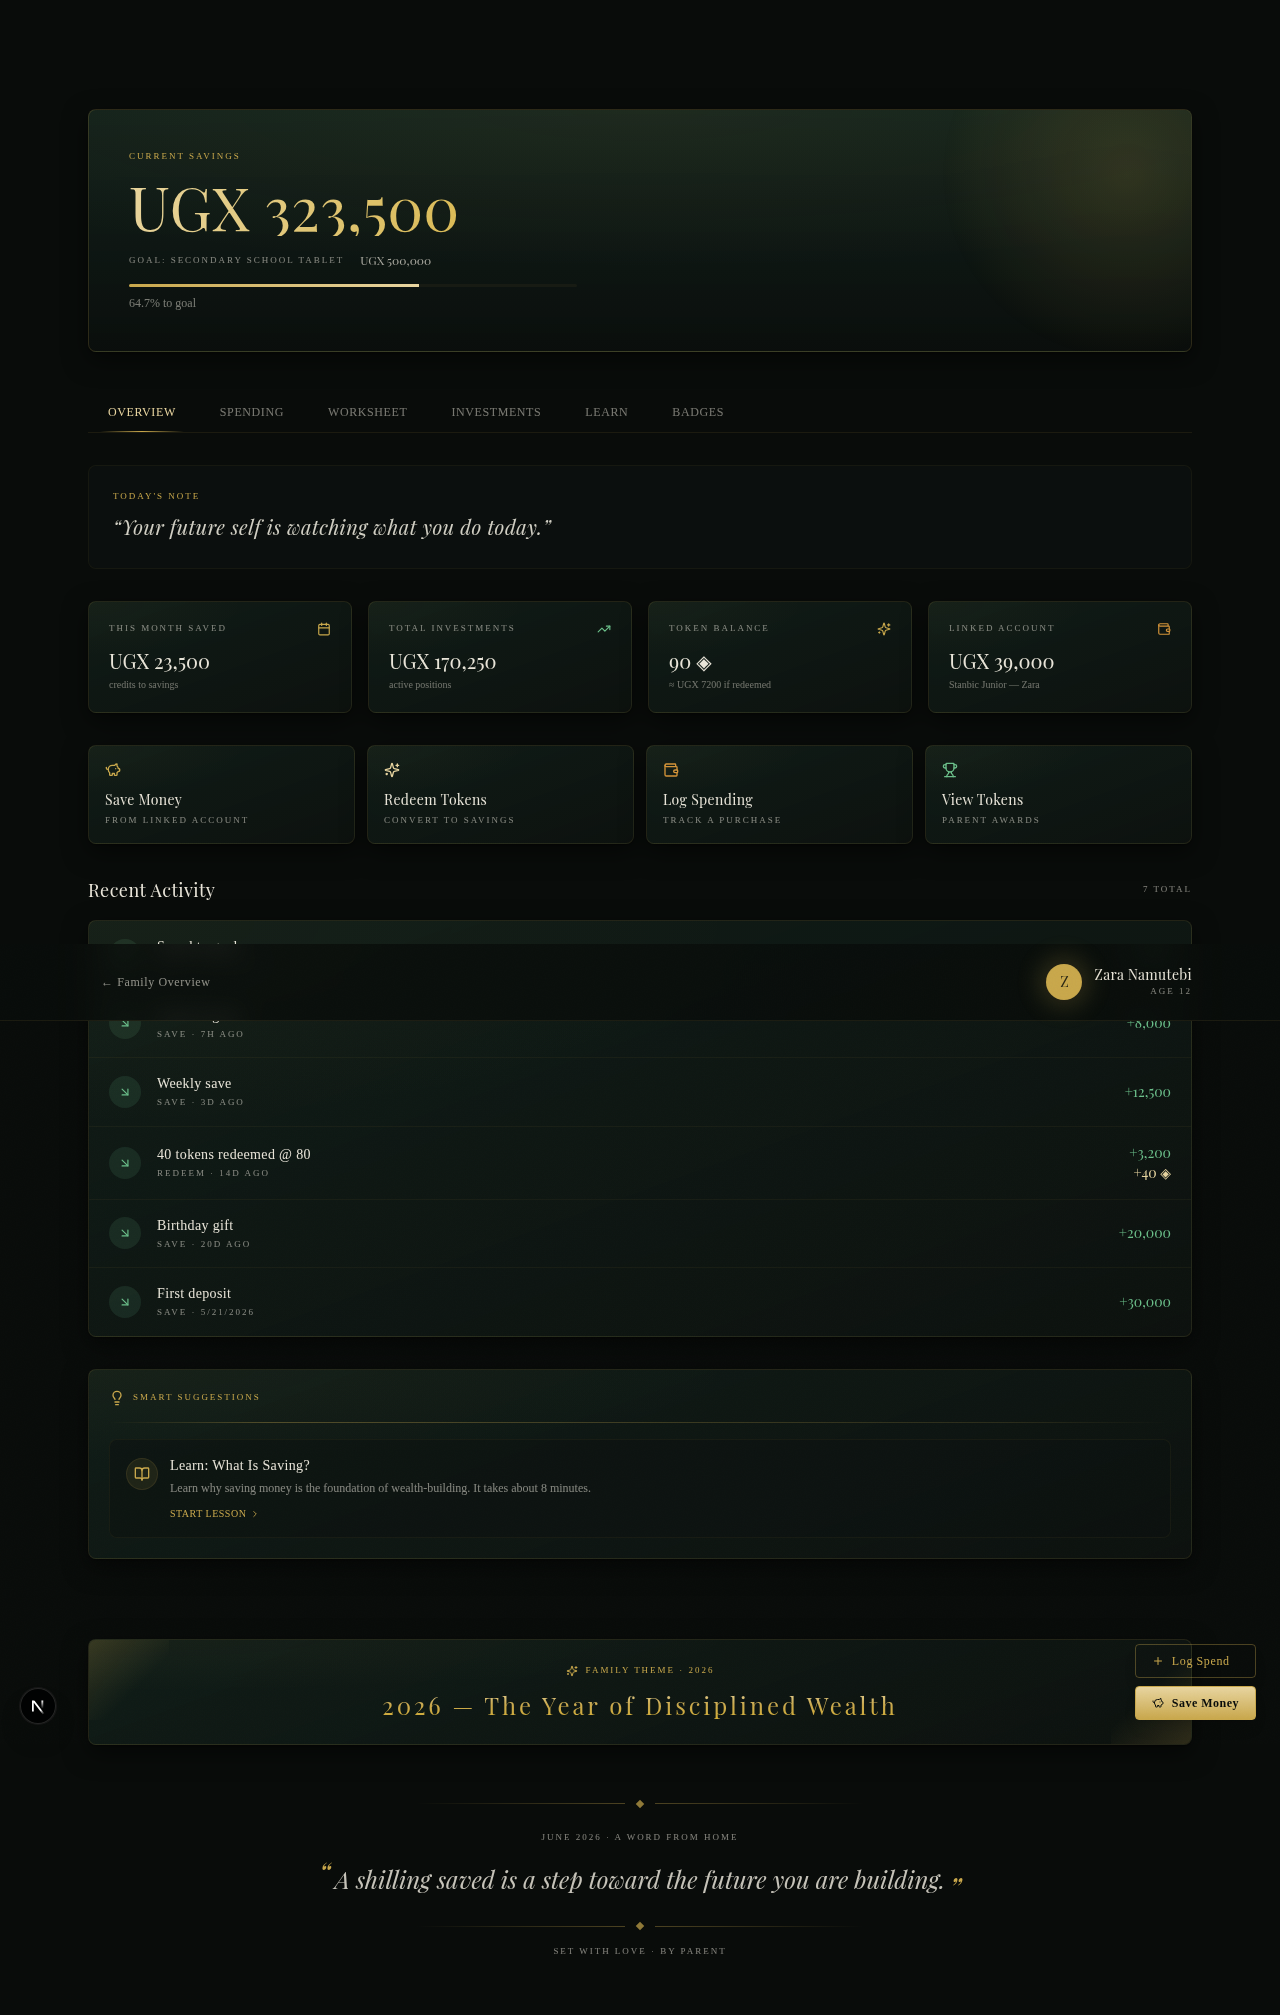 CURRENT SAVINGS
UGX 323,500
GOAL: SECONDARY SCHOOL TABLET UGX 500,000
64.7% to goal
OVERVIEW SPENDING WORKSHEET INVESTMENTS LEARN BADGES
TODAY'S NOTE
“Your future self is watching what you do today.”
THIS MONTH SAVED
UGX 23,500
credits to savings
TOTAL INVESTMENTS
UGX 170,250
active positions
TOKEN BALANCE
90 ◈
≈ UGX 7200 if redeemed
LINKED ACCOUNT
UGX 39,000
Stanbic Junior — Zara
Save Money
FROM LINKED ACCOUNT
Redeem Tokens
CONVERT TO SAVINGS
Log Spending
TRACK A PURCHASE
View Tokens
PARENT AWARDS
Recent Activity
7 TOTAL
← Family Overview
Z
Zara Namutebi
AGE 12
SAVE · 7H AGO
+8,000
Weekly save
SAVE · 3D AGO
+12,500
40 tokens redeemed @ 80
REDEEM · 14D AGO
+3,200
+40 ◈
Birthday gift
SAVE · 20D AGO
+20,000
First deposit
SAVE · 5/21/2026
+30,000
SMART SUGGESTIONS
Learn: What Is Saving?
Learn why saving money is the foundation of wealth-building. It takes about 8 minutes.
START LESSON >
FAMILY THEME · 2026
2026 — The Year of Disciplined Wealth
+ Log Spend
Save Money
N
JUNE 2026 · A WORD FROM HOME
“ A shilling saved is a step toward the future you are building. ”
SET WITH LOVE · BY PARENT